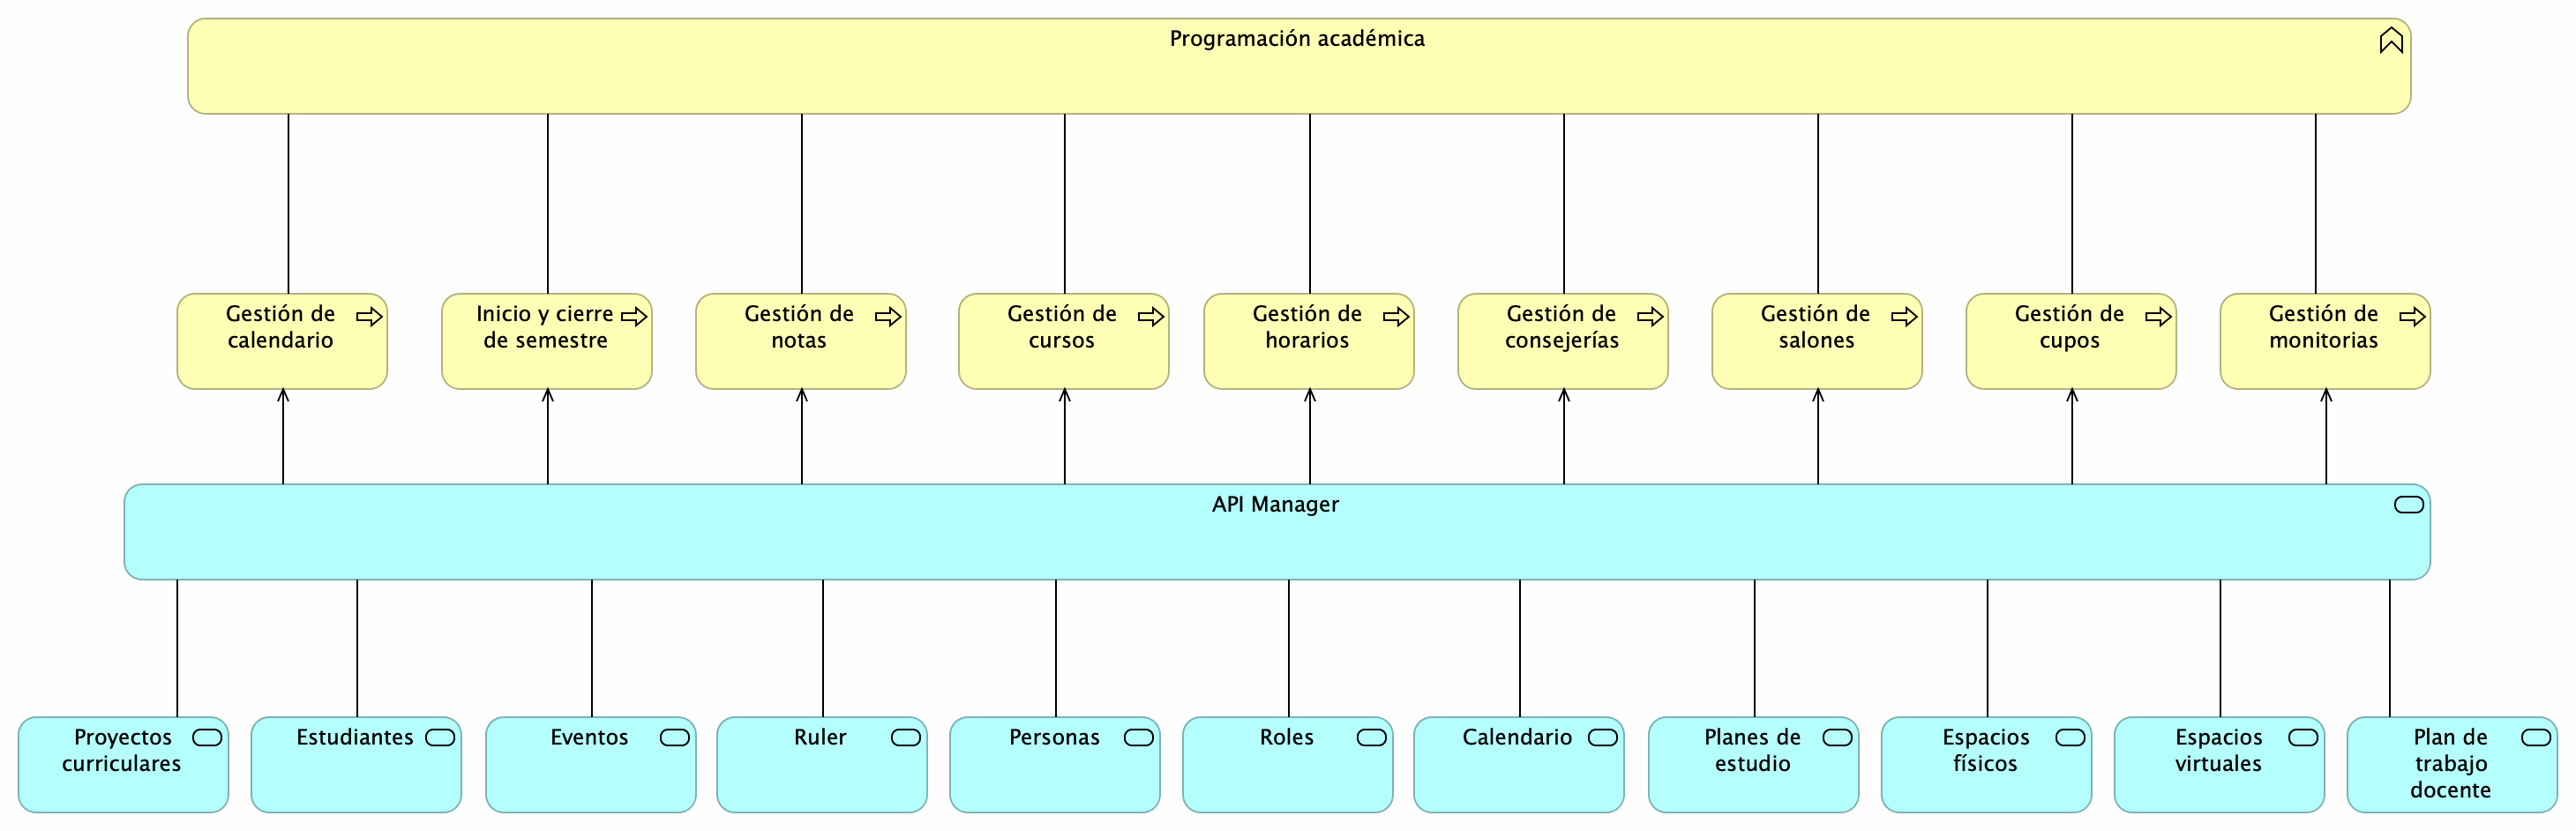 Programación académica
Gestión de
calendario
Inicio y cierre
de semestre
Gestión de
notas
Gestión de
cursos
Gestión de
horarios
Gestión de
consejerías
Gestión de
salones
Gestión de
cupos
Gestión de
monitorias
API Manager
Proyectos
curriculares
Estudiantes
Eventos
Ruler
Personas
Roles
Calendario
Planes de
estudio
Espacios
físicos
Espacios
virtuales
Plan de
trabajo
docente